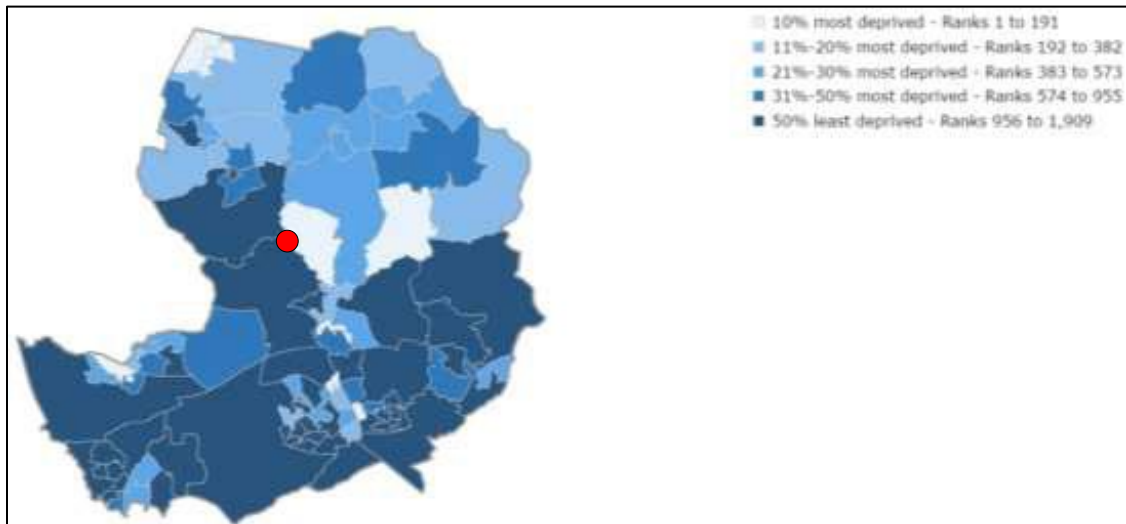 10% most deprived - Ranks 1 to 191
11%-20% most deprived - Ranks 192 to 382
21%-30% most deprived - Ranks 383 to 573
31%-50% most deprived - Ranks 574 to 955
50% least deprived - Ranks 956 to 1,909